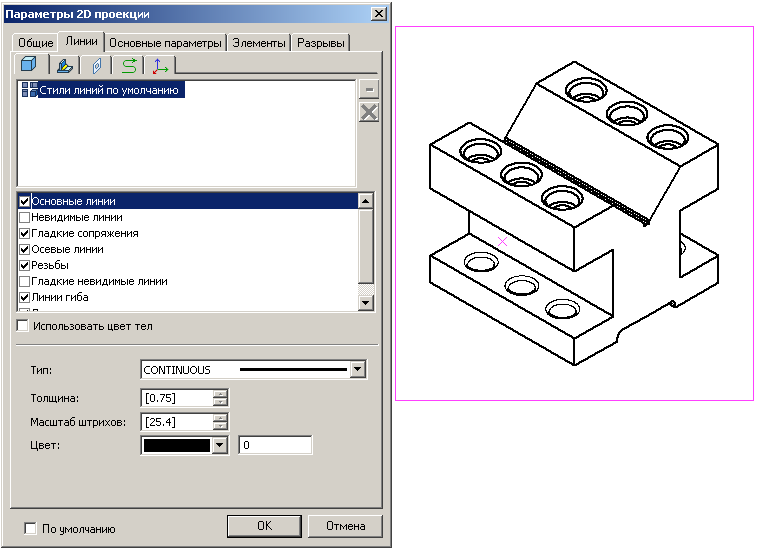 Параметры 2D проекции
Общие Линии Основные параметры Элементы Разрывы
Стили линий по умолчанию
Основные линии
Невидимые линии
Гладкие сопряжения
Осевые линии
Резьбы
Гладкие невидимые линии
Линии гиба
Использовать цвет тел
Тип: CONTINUOUS
Толщина: [0.75]
Масштаб штрихов: [25.4]
Цвет: 0
По умолчанию OK Отмена